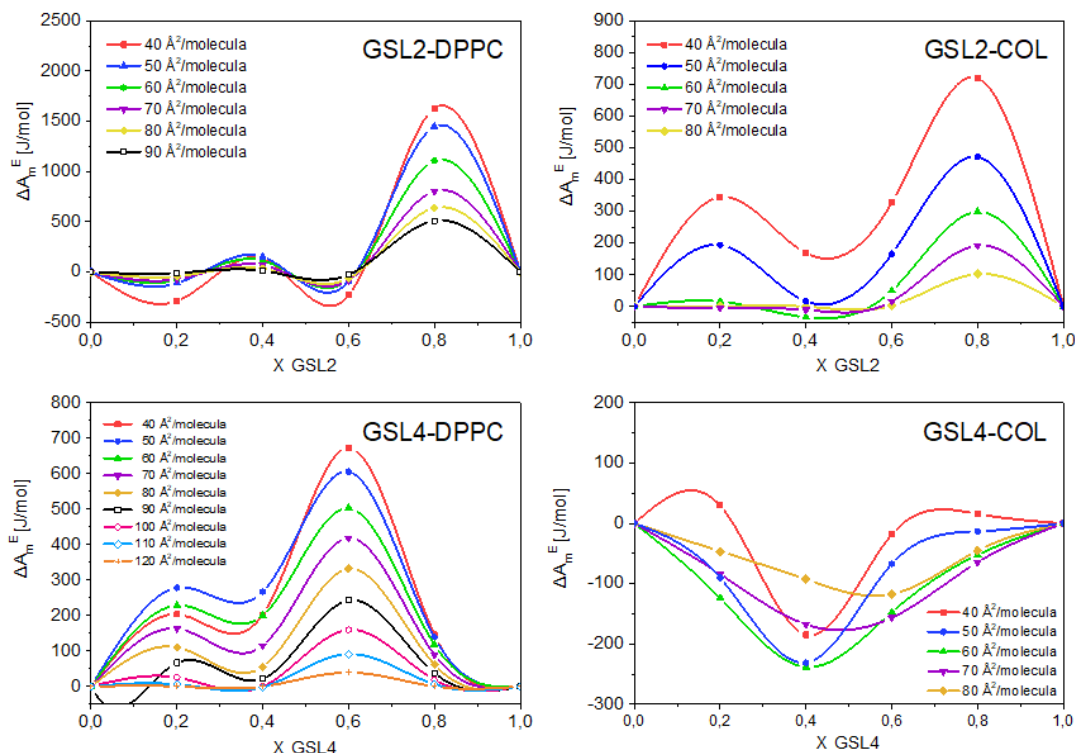 GSL2-DPPC
ΔAₘᴱ [J/mol]
2500
2000
1500
1000
500
0
-500
40 Å²/molecula
50 Å²/molecula
60 Å²/molecula
70 Å²/molecula
80 Å²/molecula
90 Å²/molecula
0,0 0,2 0,4 0,6 0,8 1,0
X GSL2
GSL2-COL
ΔAₘᴱ [J/mol]
900
800
700
600
500
400
300
200
100
0
40 Å²/molecula
50 Å²/molecula
60 Å²/molecula
70 Å²/molecula
80 Å²/molecula
0,0 0,2 0,4 0,6 0,8 1,0
X GSL2
GSL4-DPPC
ΔAₘᴱ [J/mol]
800
700
600
500
400
300
200
100
0
40 Å²/molecula
50 Å²/molecula
60 Å²/molecula
70 Å²/molecula
80 Å²/molecula
90 Å²/molecula
100 Å²/molecula
110 Å²/molecula
120 Å²/molecula
0,0 0,2 0,4 0,6 0,8 1,0
X GSL4
GSL4-COL
ΔAₘᴱ [J/mol]
200
100
0
-100
-200
-300
40 Å²/molecula
50 Å²/molecula
60 Å²/molecula
70 Å²/molecula
80 Å²/molecula
0,0 0,2 0,4 0,6 0,8 1,0
X GSL4